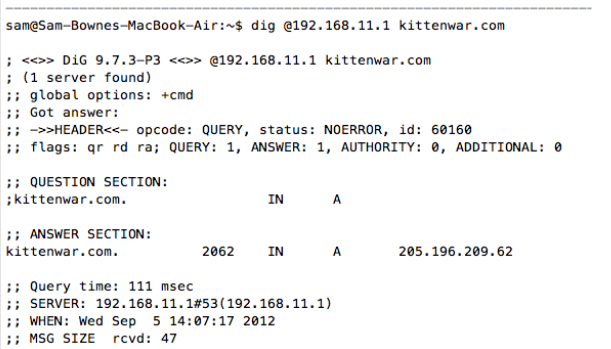 sam@Sam-Bownes-MacBook-Air:~$ dig @192.168.11.1 kittenwar.com
; <<>> DiG 9.7.3-P3 <<>> @192.168.11.1 kittenwar.com
; (1 server found)
;; global options: +cmd
;; Got answer:
;; ->>HEADER<<- opcode: QUERY, status: NOERROR, id: 60160
;; flags: qr rd ra; QUERY: 1, ANSWER: 1, AUTHORITY: 0, ADDITIONAL: 0
;; QUESTION SECTION:
;kittenwar.com. IN A
;; ANSWER SECTION:
kittenwar.com. 2062 IN A 205.196.209.62
;; Query time: 111 msec
;; SERVER: 192.168.11.1#53(192.168.11.1)
;; WHEN: Wed Sep 5 14:07:17 2012
;; MSG SIZE rcvd: 47